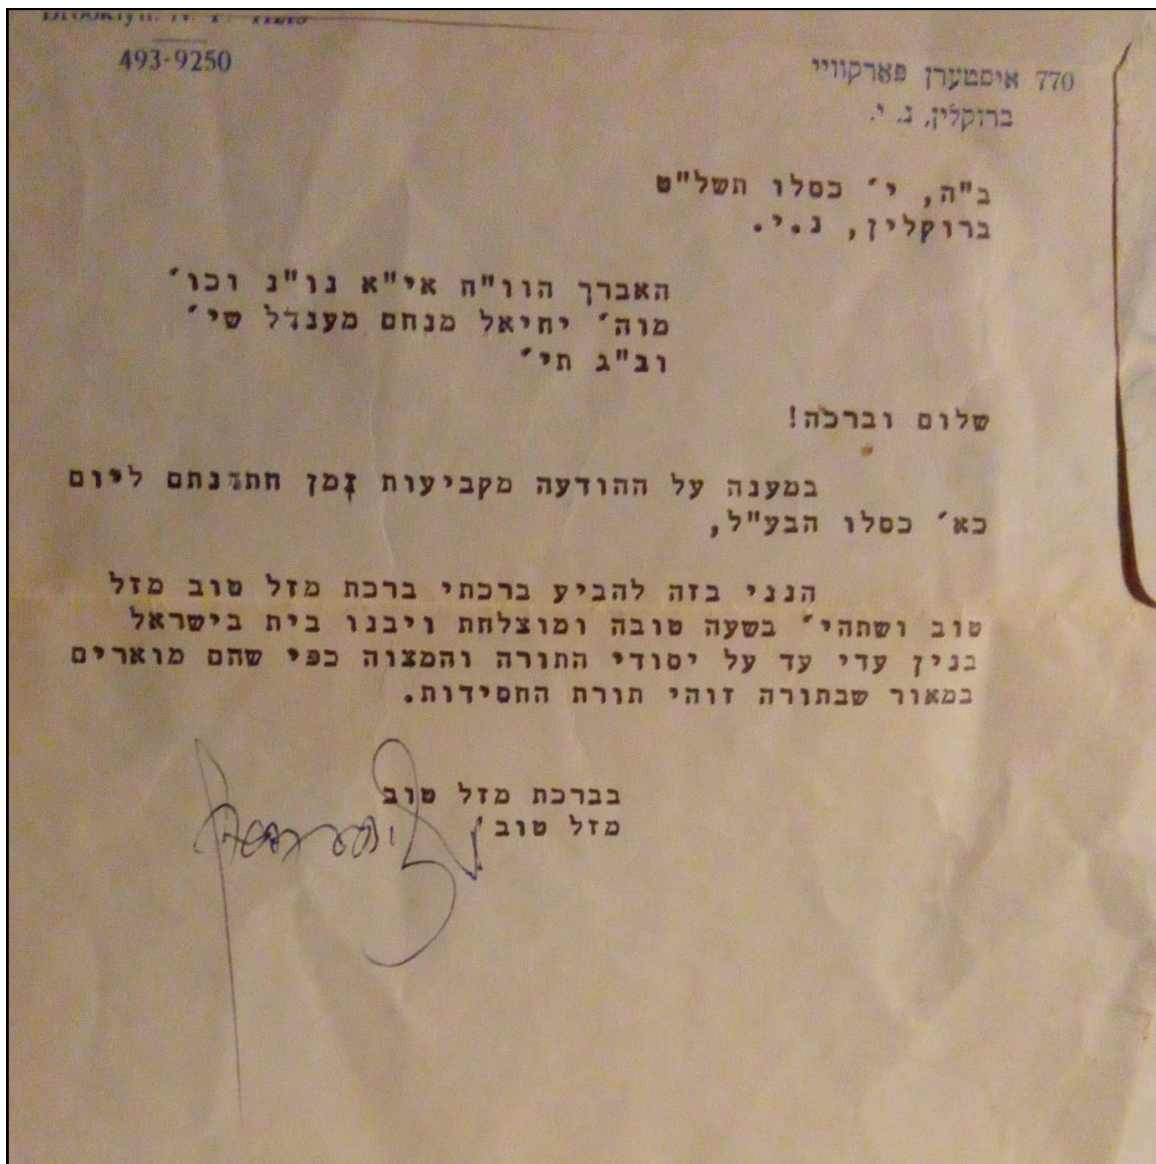 Brooklyn, N. Y. 11213
493-9250
770 איסטערן פארקוויי
ברוקלין, נ. י.
ב"ה, י' כסלו תשל"ט
ברוקלין, נ.י.
האברך הוו"ח אי"א נו"נ וכו'
מוה' יחיאל מנחם מענדל שי'
וב"ג תי'
שלום וברכה!
במענה על ההודעה מקביעות זמן חתונתם ליום
כא' כסלו הבע"ל,
הנני בזה להביע ברכתי ברכת מזל טוב מזל
טוב ושתהי' בשעה טובה ומוצלחת ויבנו בית בישראל
בנין עדי עד על יסודי התורה והמצוה כפי שהם מוארים
במאור שבתורה זוהי תורת החסידות.
בברכת מזל טוב
מזל טוב